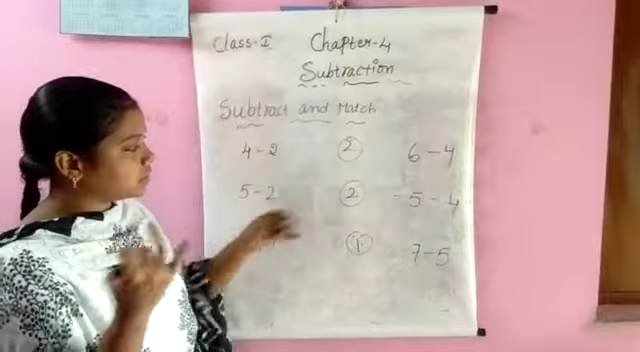 Class-I Chapter-4
Subtraction
Subtract and Match
4-2 2 6-4
5-2 2 5-4
1 7-5